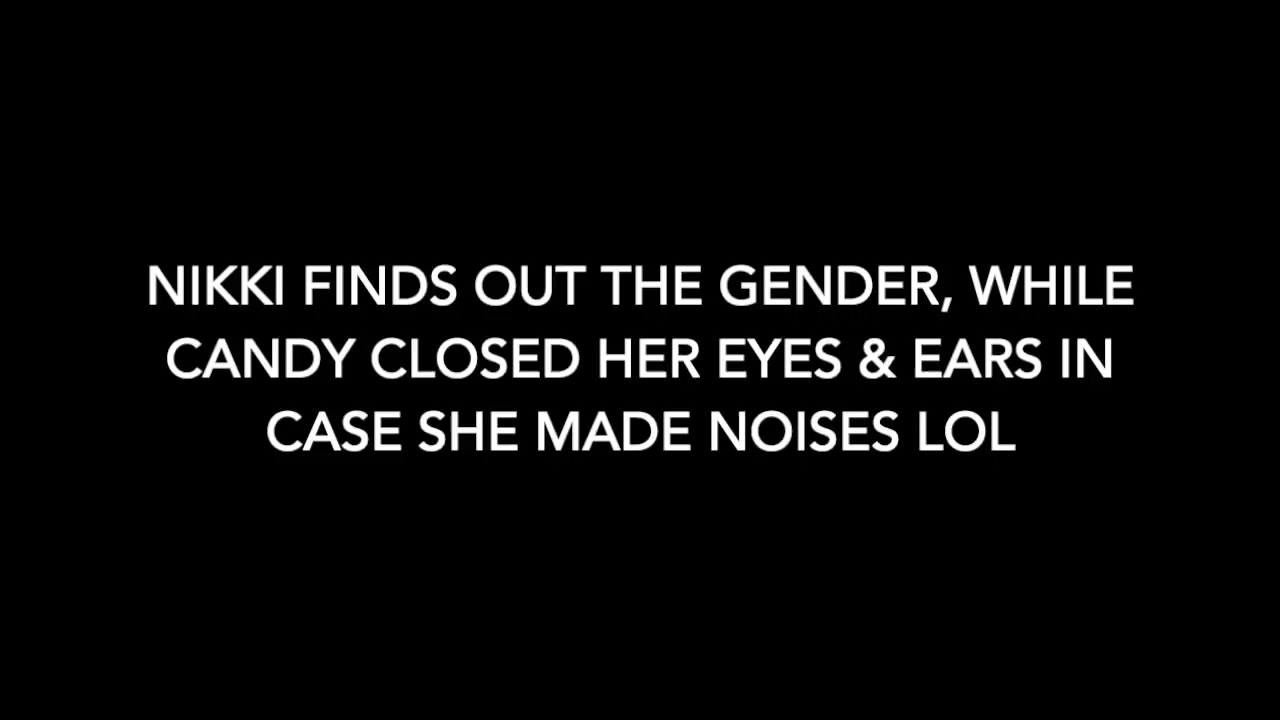 NIKKI FINDS OUT THE GENDER, WHILE
CANDY CLOSED HER EYES & EARS IN
CASE SHE MADE NOISES LOL